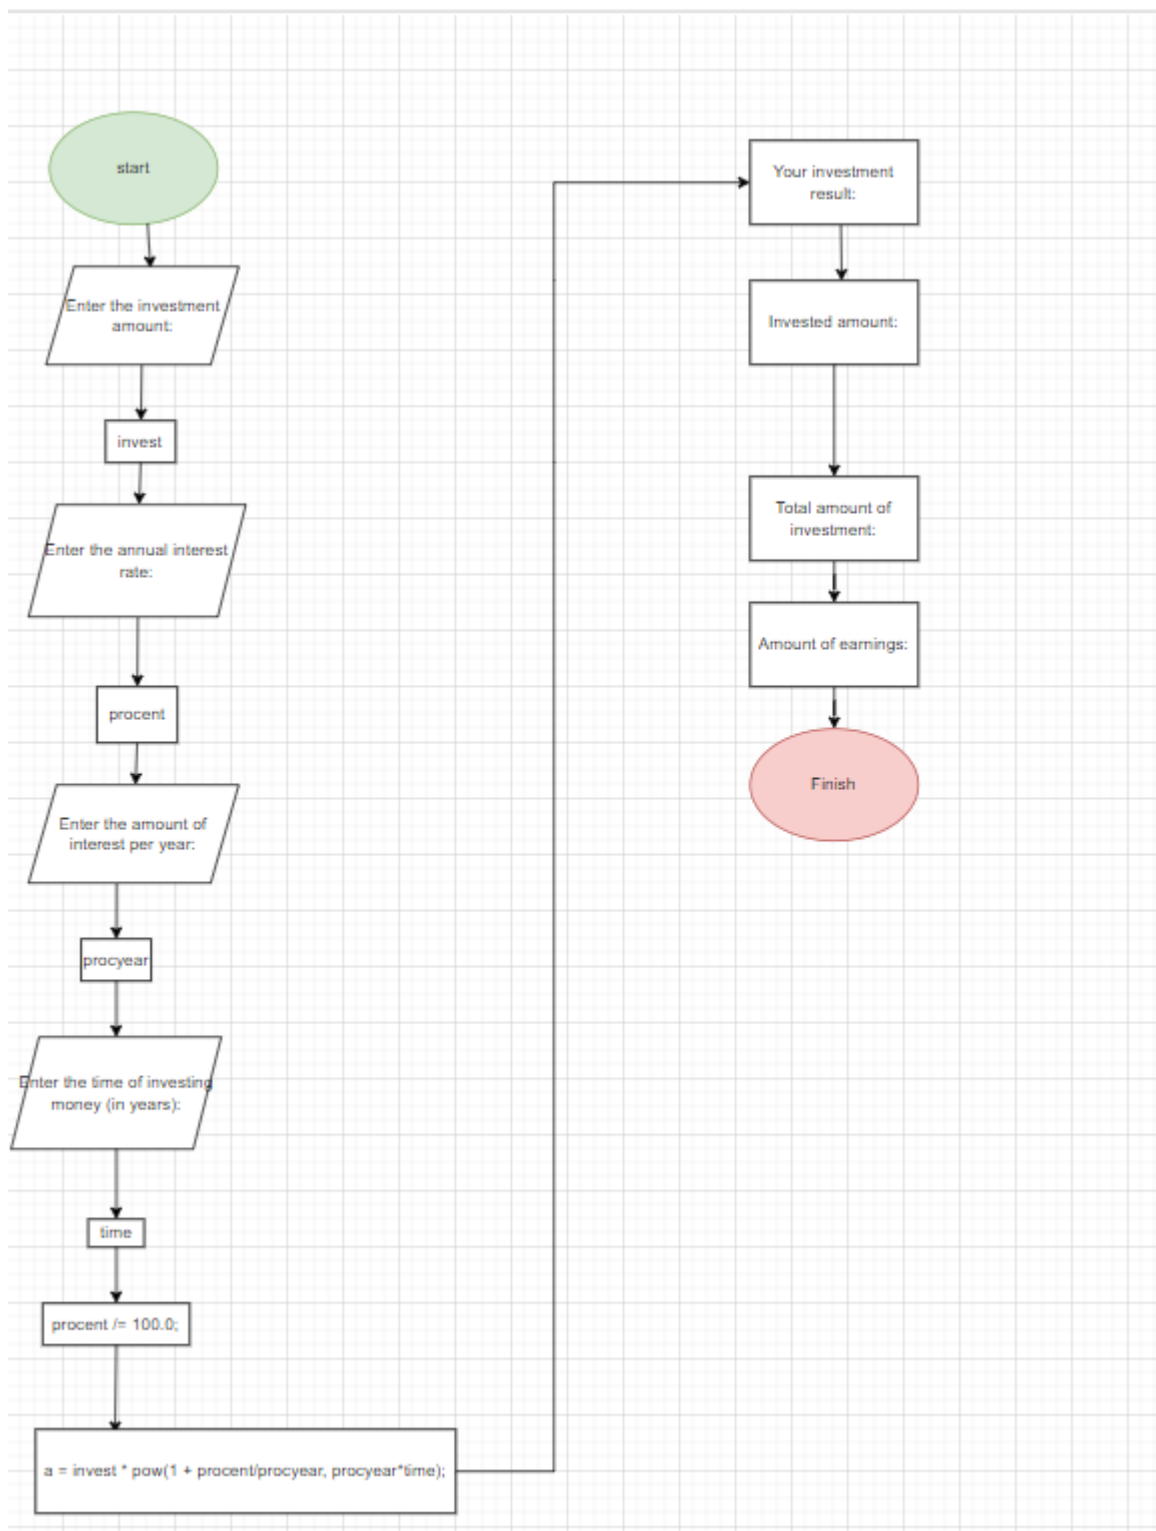 start
Enter the investment
amount:
invest
Enter the annual interest
rate:
procent
Enter the amount of
interest per year:
procyear
Enter the time of investing
money (in years):
time
procent /= 100.0;
a = invest * pow(1 + procent/procyear, procyear*time);
Your investment
result:
Invested amount:
Total amount of
investment:
Amount of earnings:
Finish